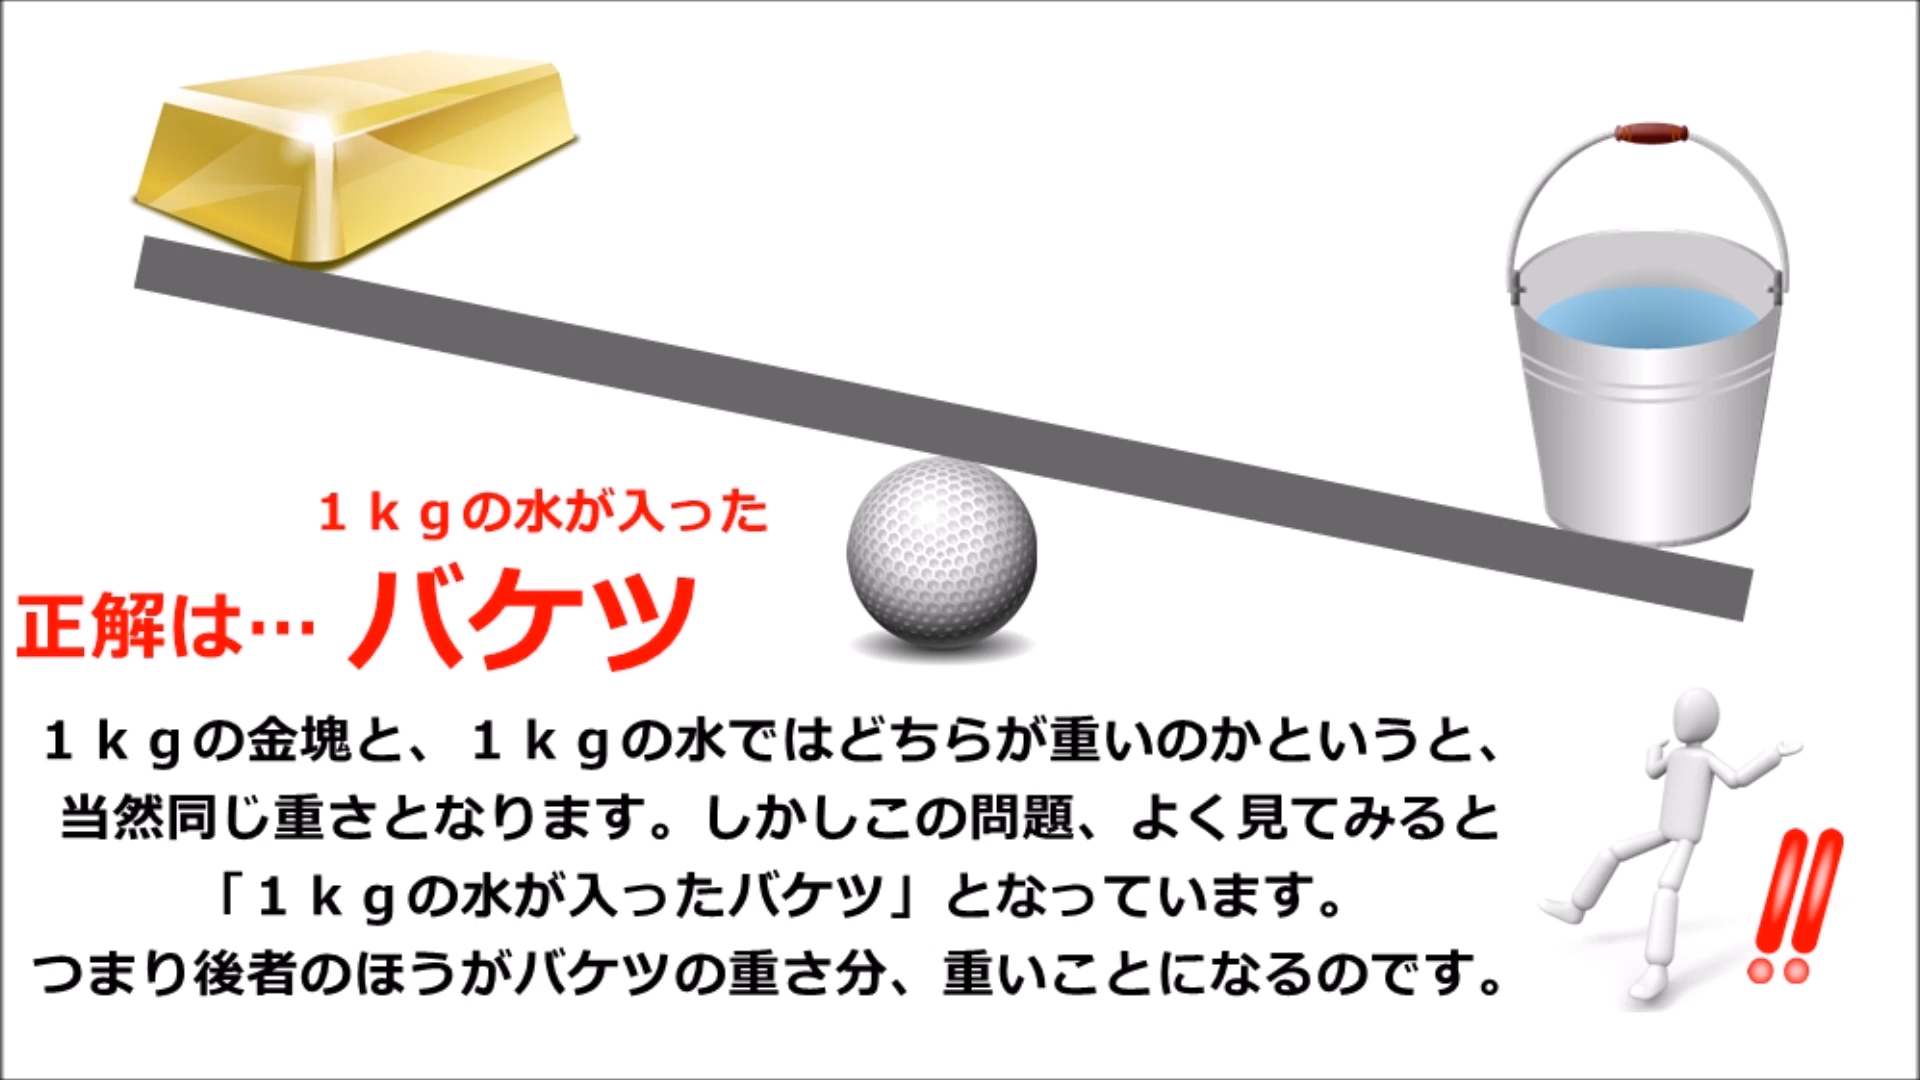 １ｋｇの水が入った
正解は…バケツ
１ｋｇの金塊と、１ｋｇの水ではどちらが重いのかというと、
当然同じ重さとなります。しかしこの問題、よく見てみると
「１ｋｇの水が入ったバケツ」となっています。
つまり後者のほうがバケツの重さ分、重いことになるのです。
!!